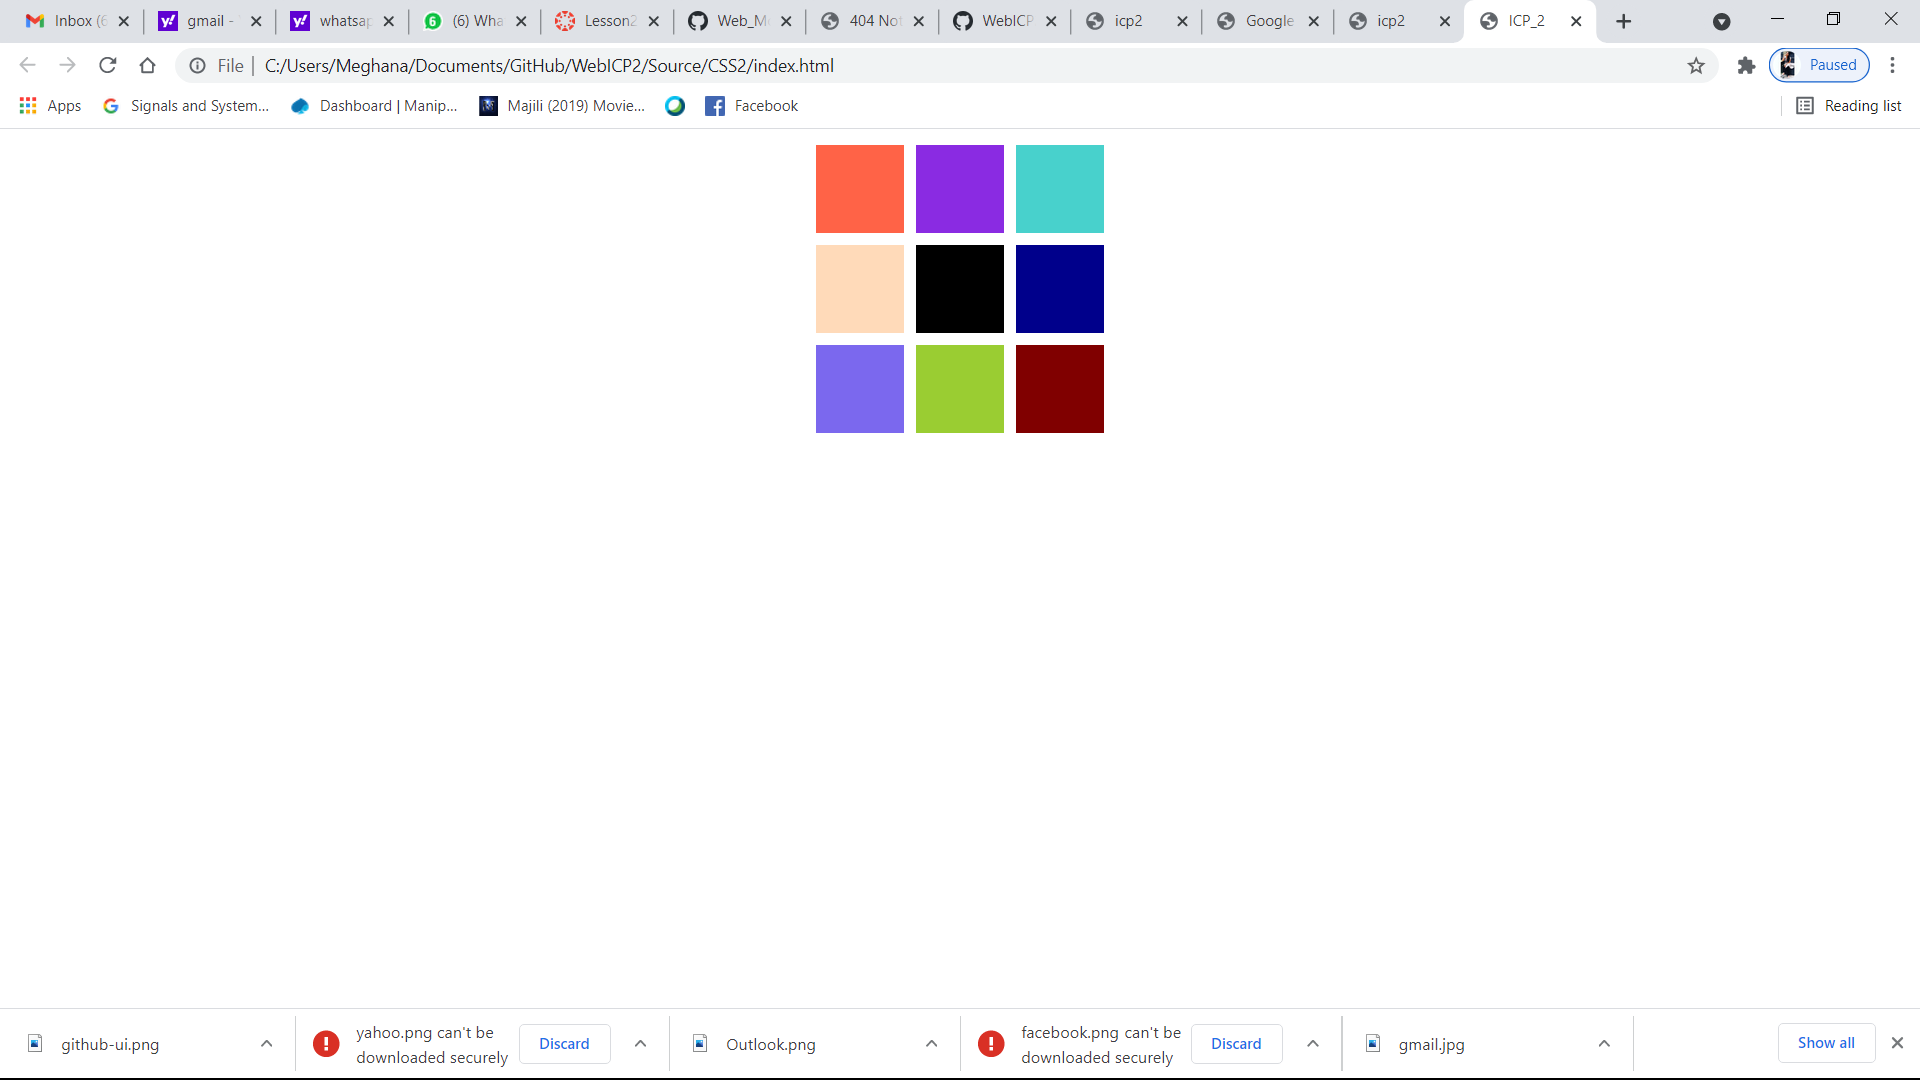 Inbox (6
gmail -
whatsap
(6) Wha
Lesson2
Web_M
404 Not
WebICP
icp2
Google
icp2
ICP_2
File
C:/Users/Meghana/Documents/GitHub/WebICP2/Source/CSS2/index.html
Paused
Apps
Signals and System...
Dashboard | Manip...
Majili (2019) Movie...
Facebook
Reading list
github-ui.png
yahoo.png can't be
downloaded securely
Discard
Outlook.png
facebook.png can't be
downloaded securely
Discard
gmail.jpg
Show all